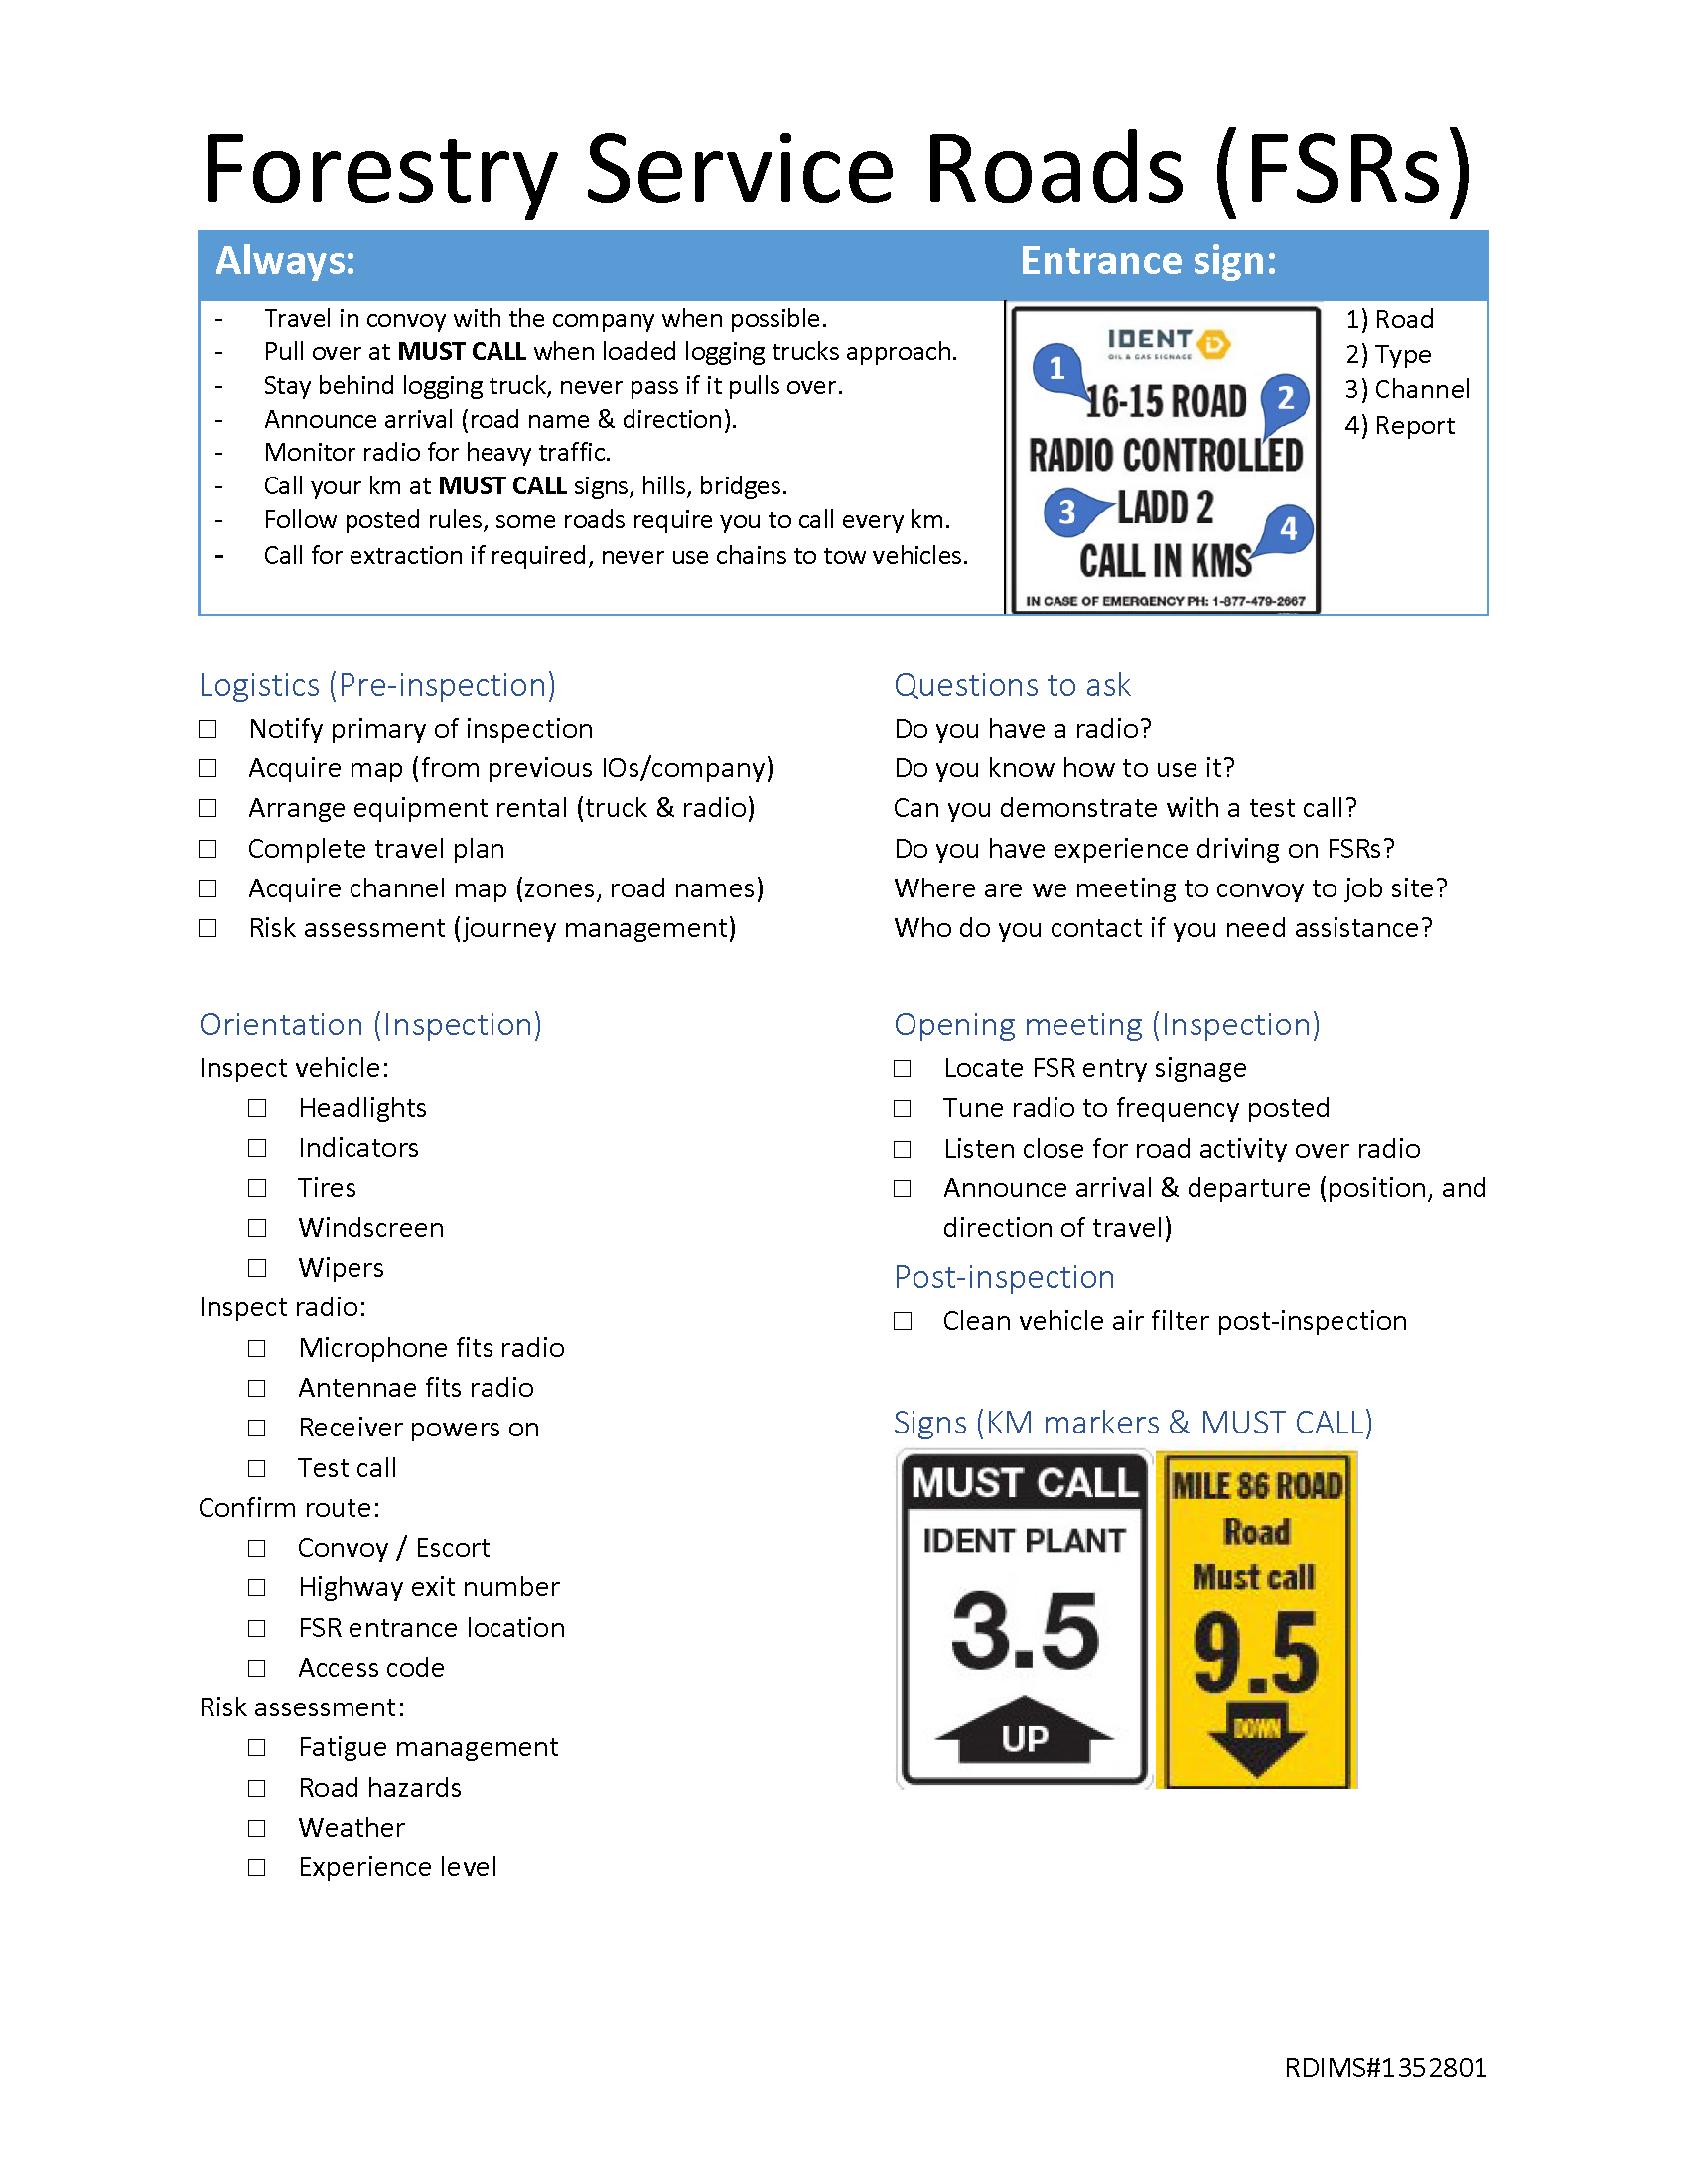 Forestry Service Roads (FSRs)
Always:
- Travel in convoy with the company when possible.
- Pull over at MUST CALL when loaded logging trucks approach.
- Stay behind logging truck, never pass if it pulls over.
- Announce arrival (road name & direction).
- Monitor radio for heavy traffic.
- Call your km at MUST CALL signs, hills, bridges.
- Follow posted rules, some roads require you to call every km.
- Call for extraction if required, never use chains to tow vehicles.
Entrance sign:
IDENT
OIL & GAS SIGNAGE
1
16-15 ROAD
2
RADIO CONTROLLED
3
LADD 2
4
CALL IN KMS
IN CASE OF EMERGENCY PH: 1-877-479-2667
1) Road
2) Type
3) Channel
4) Report
Logistics (Pre-inspection)
☐ Notify primary of inspection
☐ Acquire map (from previous IOs/company)
☐ Arrange equipment rental (truck & radio)
☐ Complete travel plan
☐ Acquire channel map (zones, road names)
☐ Risk assessment (journey management)
Questions to ask
Do you have a radio?
Do you know how to use it?
Can you demonstrate with a test call?
Do you have experience driving on FSRs?
Where are we meeting to convoy to job site?
Who do you contact if you need assistance?
Orientation (Inspection)
Inspect vehicle:
☐ Headlights
☐ Indicators
☐ Tires
☐ Windscreen
☐ Wipers
Inspect radio:
☐ Microphone fits radio
☐ Antennae fits radio
☐ Receiver powers on
☐ Test call
Confirm route:
☐ Convoy / Escort
☐ Highway exit number
☐ FSR entrance location
☐ Access code
Risk assessment:
☐ Fatigue management
☐ Road hazards
☐ Weather
☐ Experience level
Opening meeting (Inspection)
☐ Locate FSR entry signage
☐ Tune radio to frequency posted
☐ Listen close for road activity over radio
☐ Announce arrival & departure (position, and
direction of travel)
Post-inspection
☐ Clean vehicle air filter post-inspection
Signs (KM markers & MUST CALL)
MUST CALL
IDENT PLANT
3.5
UP
MILE 86 ROAD
Road
Must call
9.5
DOWN
RDIMS#1352801